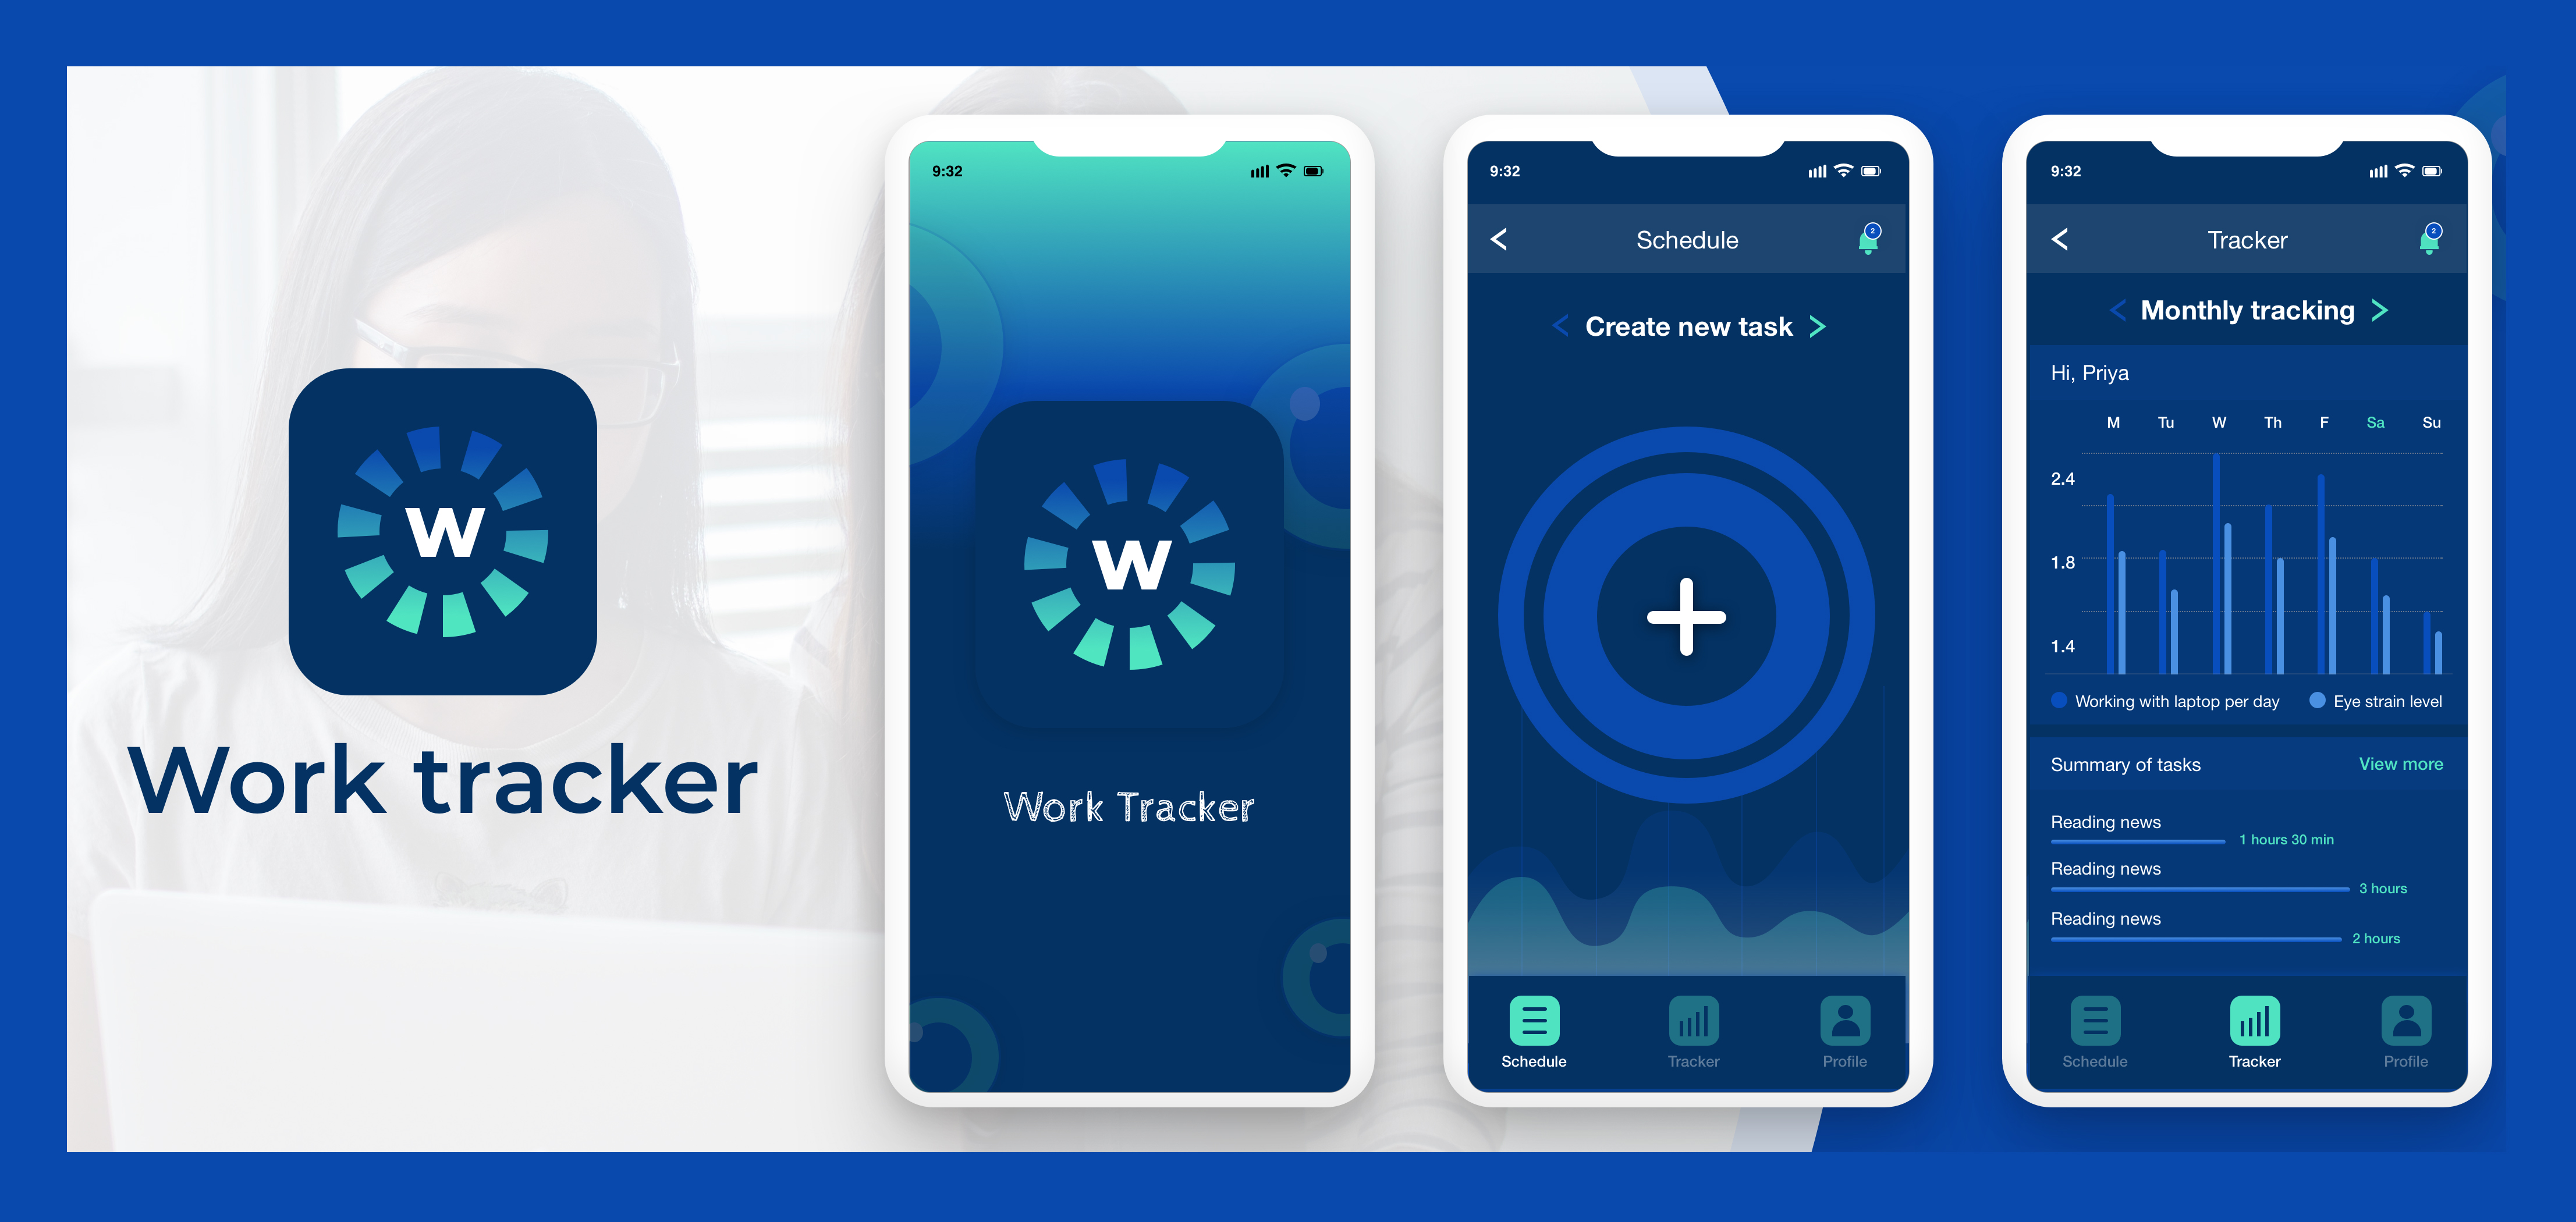 W
Work tracker
9:32
W
Work Tracker
9:32
Schedule
2
Create new task
Schedule
Tracker
Profile
9:32
Tracker
2
Monthly tracking
Hi, Priya
M Tu W Th F Sa Su
2.4
1.8
1.4
Working with laptop per day
Eye strain level
Summary of tasks
View more
Reading news
1 hours 30 min
Reading news
3 hours
Reading news
2 hours
Schedule
Tracker
Profile